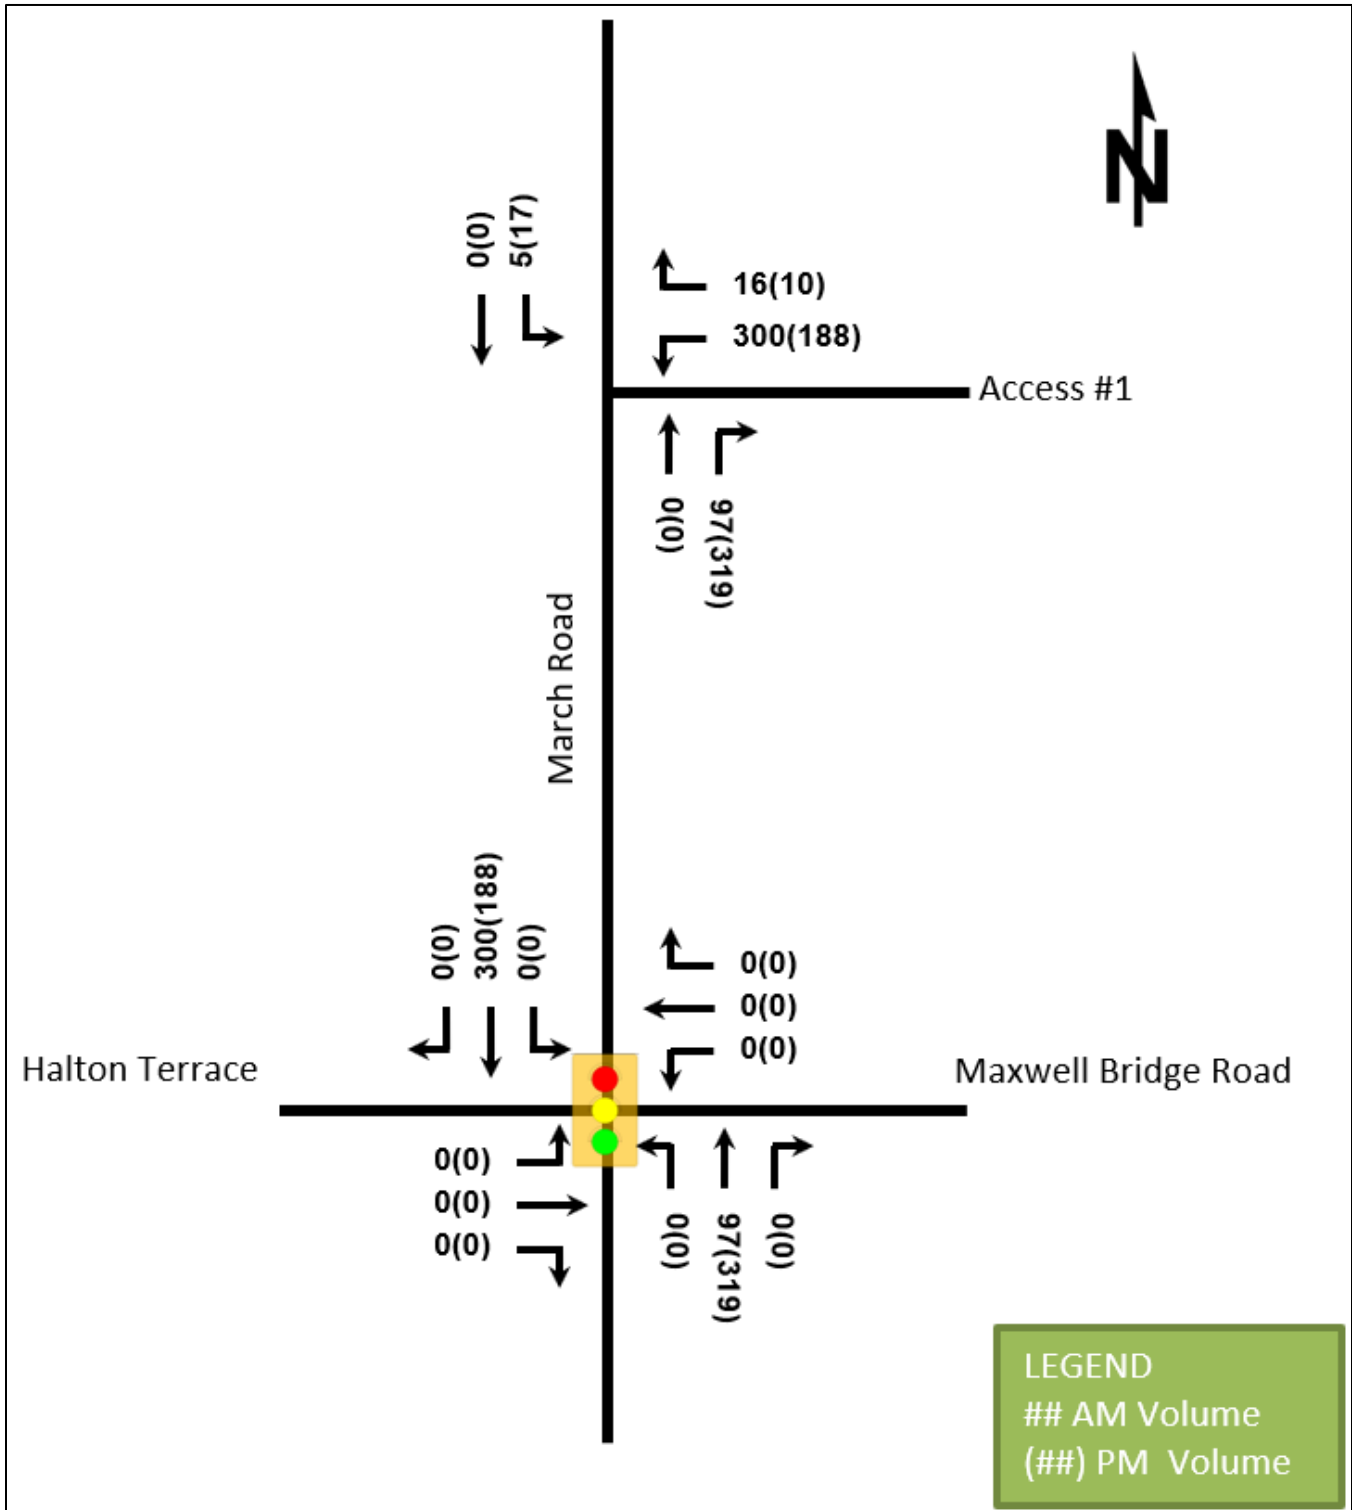 N
0(0)
5(17)
16(10)
300(188)
Access #1
0(0)
97(319)
March Road
0(0)
300(188)
0(0)
0(0)
0(0)
0(0)
Halton Terrace
Maxwell Bridge Road
0(0)
0(0)
0(0)
0(0)
97(319)
0(0)
LEGEND
## AM Volume
(##) PM Volume